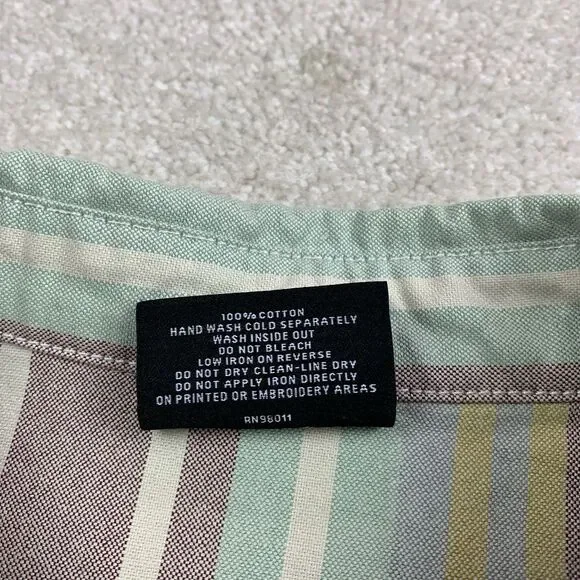 100% COTTON
HAND WASH COLD SEPARATELY
WASH INSIDE OUT
DO NOT BLEACH
LOW IRON ON REVERSE
DO NOT DRY CLEAN-LINE DRY
DO NOT APPLY IRON DIRECTLY
ON PRINTED OR EMBROIDERY AREAS
RN98011